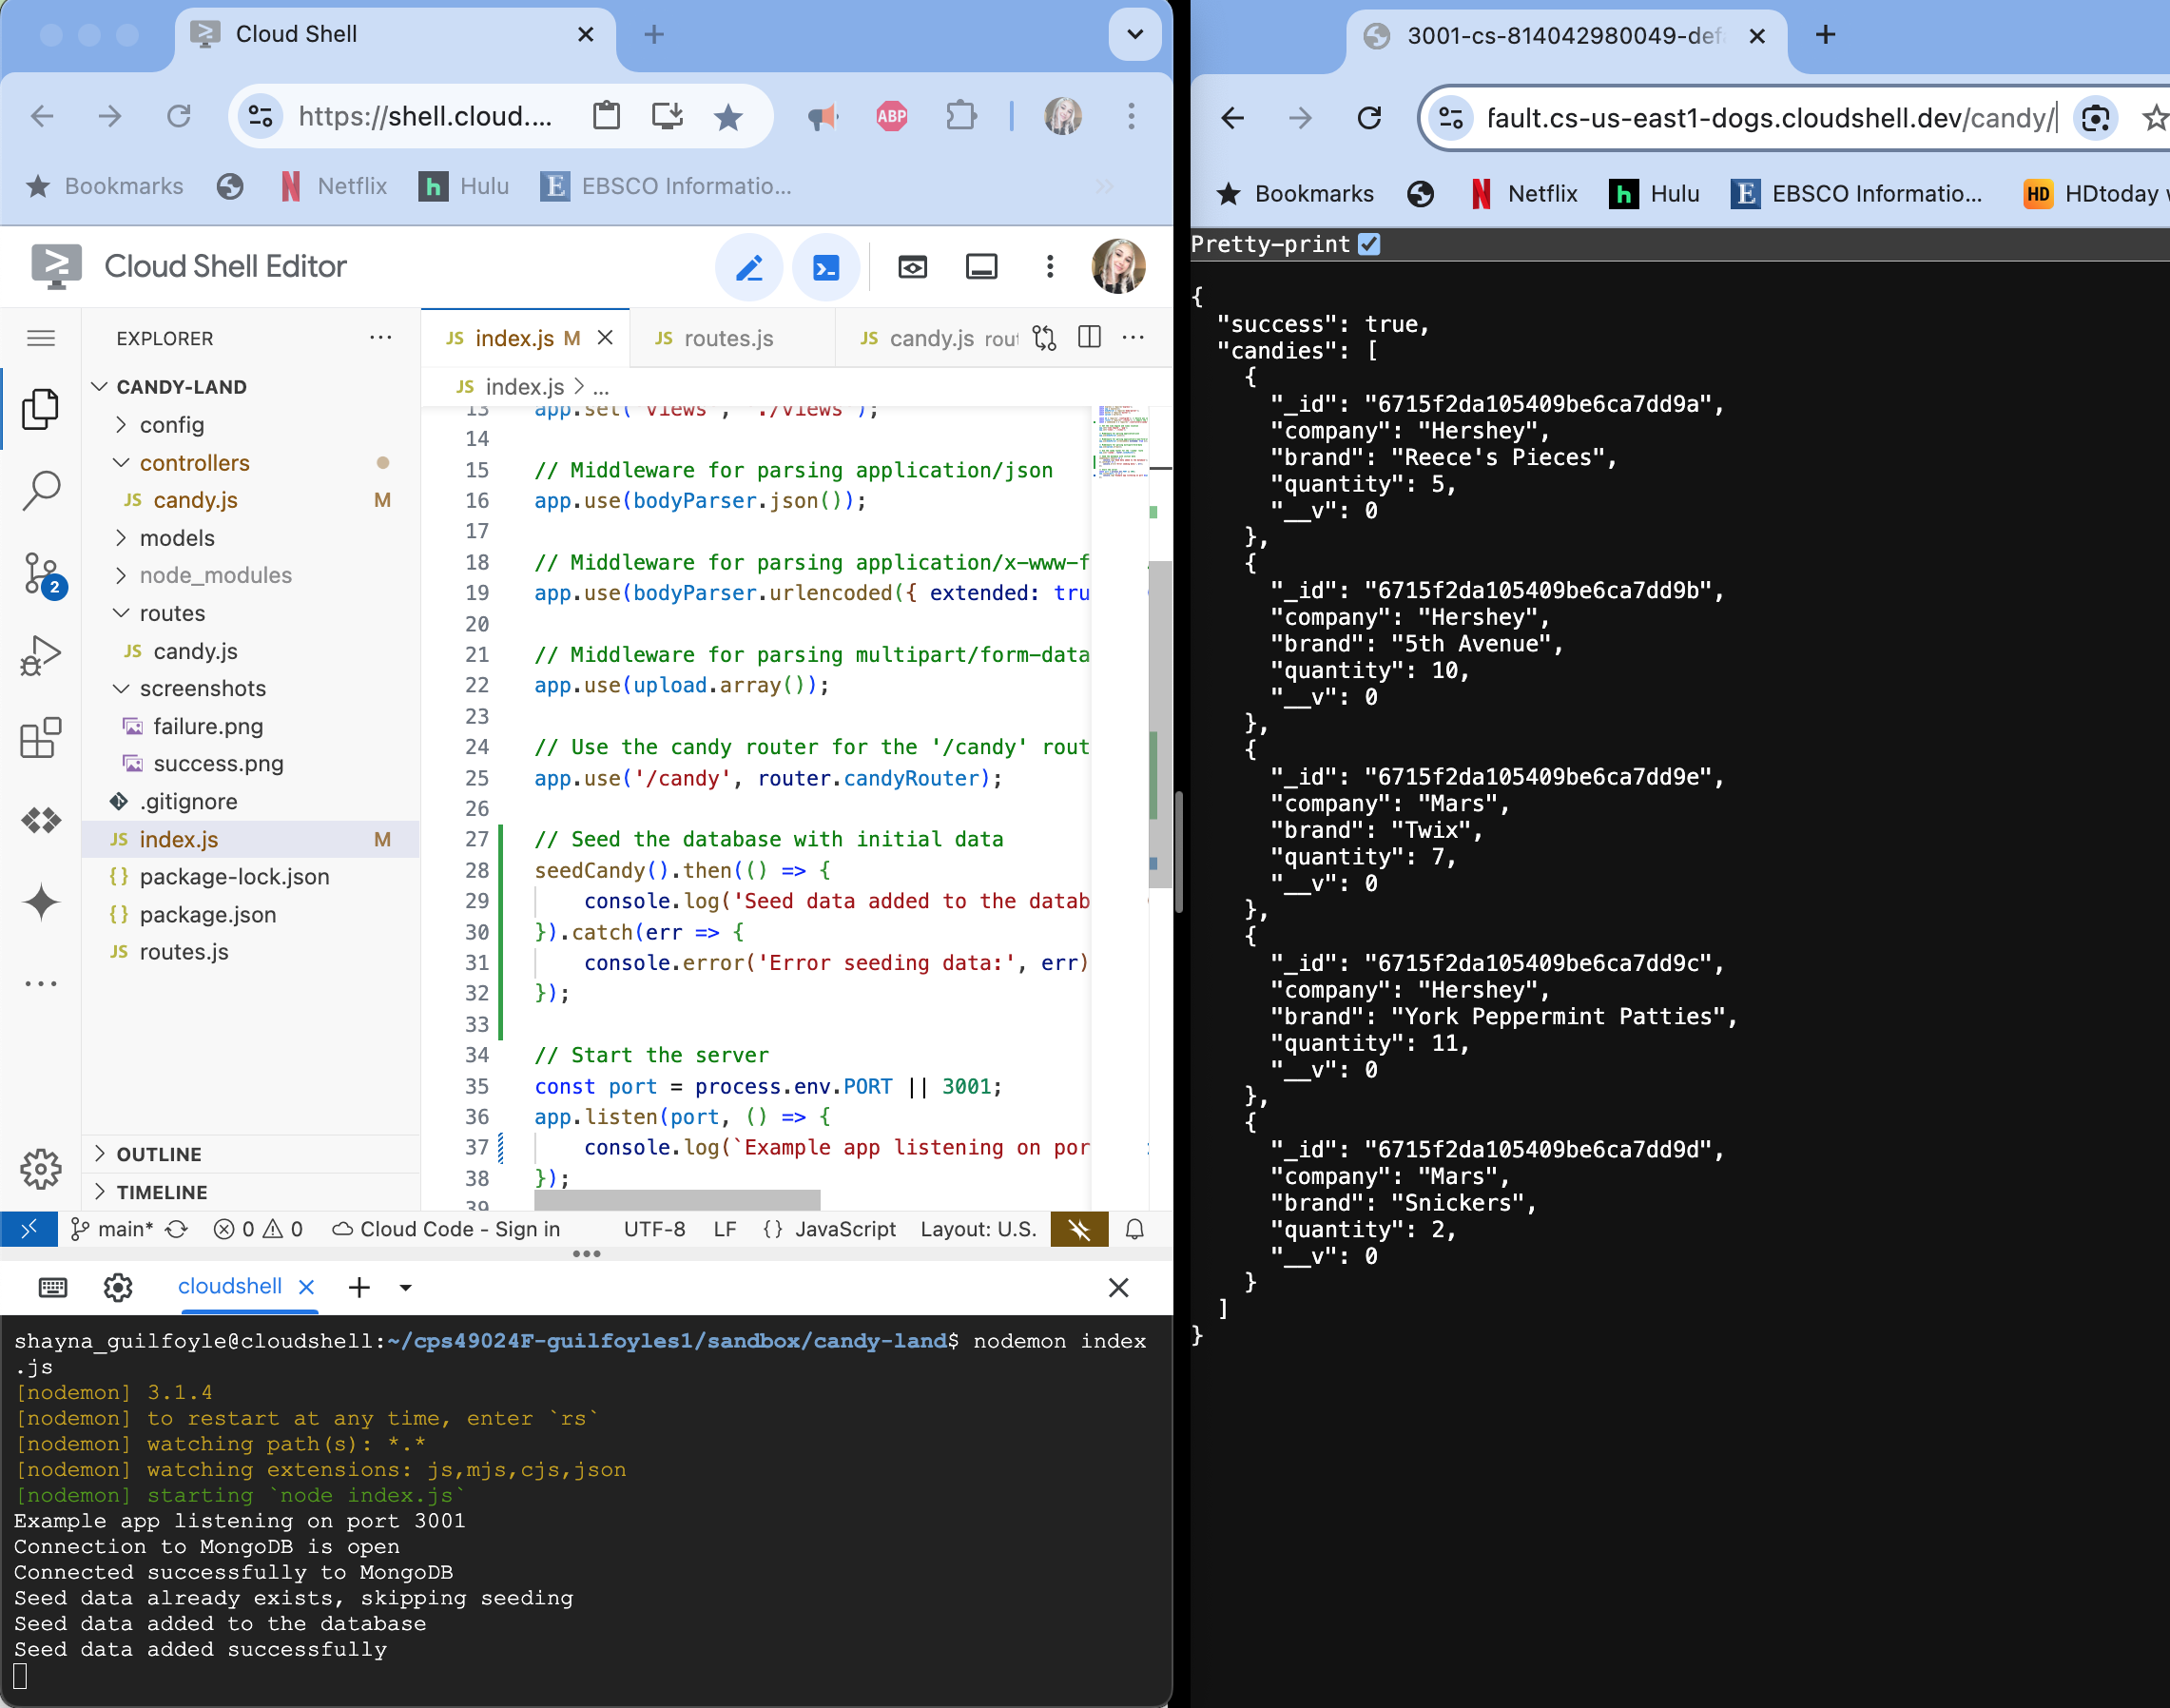 Cloud Shell
https://shell.cloud....
ABP
Bookmarks
Netflix
Hulu
EBSCO Informatio...
Cloud Shell Editor
EXPLORER
CANDY-LAND
config
controllers
JS candy.js M
models
node_modules
routes
JS candy.js
screenshots
failure.png
success.png
.gitignore
JS index.js M
{} package-lock.json
{} package.json
JS routes.js
OUTLINE
TIMELINE
2
JS index.js M
JS routes.js
JS candy.js rout
JS index.js > ...
13 app.set('views', './views');
14
15 // Middleware for parsing application/json
16 app.use(bodyParser.json());
17
18 // Middleware for parsing application/x-www-f
19 app.use(bodyParser.urlencoded({ extended: tru
20
21 // Middleware for parsing multipart/form-data
22 app.use(upload.array());
23
24 // Use the candy router for the '/candy' rout
25 app.use('/candy', router.candyRouter);
26
27 // Seed the database with initial data
28 seedCandy().then(() => {
29     console.log('Seed data added to the datab
30 }).catch(err => {
31     console.error('Error seeding data:', err)
32 });
33
34 // Start the server
35 const port = process.env.PORT || 3001;
36 app.listen(port, () => {
37     console.log(`Example app listening on por
38 });
39
main* 0 0 Cloud Code - Sign in UTF-8 LF {} JavaScript Layout: U.S.
cloudshell
shayna_guilfoyle@cloudshell:~/cps49024F-guilfoyles1/sandbox/candy-land$ nodemon index
.js
[nodemon] 3.1.4
[nodemon] to restart at any time, enter `rs`
[nodemon] watching path(s): *.*
[nodemon] watching extensions: js,mjs,cjs,json
[nodemon] starting `node index.js`
Example app listening on port 3001
Connection to MongoDB is open
Connected successfully to MongoDB
Seed data already exists, skipping seeding
Seed data added to the database
Seed data added successfully
3001-cs-814042980049-def
fault.cs-us-east1-dogs.cloudshell.dev/candy/
Bookmarks
Netflix
Hulu
EBSCO Informatio...
HD HDtoday
Pretty-print
{
  "success": true,
  "candies": [
    {
      "_id": "6715f2da105409be6ca7dd9a",
      "company": "Hershey",
      "brand": "Reece's Pieces",
      "quantity": 5,
      "__v": 0
    },
    {
      "_id": "6715f2da105409be6ca7dd9b",
      "company": "Hershey",
      "brand": "5th Avenue",
      "quantity": 10,
      "__v": 0
    },
    {
      "_id": "6715f2da105409be6ca7dd9e",
      "company": "Mars",
      "brand": "Twix",
      "quantity": 7,
      "__v": 0
    },
    {
      "_id": "6715f2da105409be6ca7dd9c",
      "company": "Hershey",
      "brand": "York Peppermint Patties",
      "quantity": 11,
      "__v": 0
    },
    {
      "_id": "6715f2da105409be6ca7dd9d",
      "company": "Mars",
      "brand": "Snickers",
      "quantity": 2,
      "__v": 0
    }
  ]
}